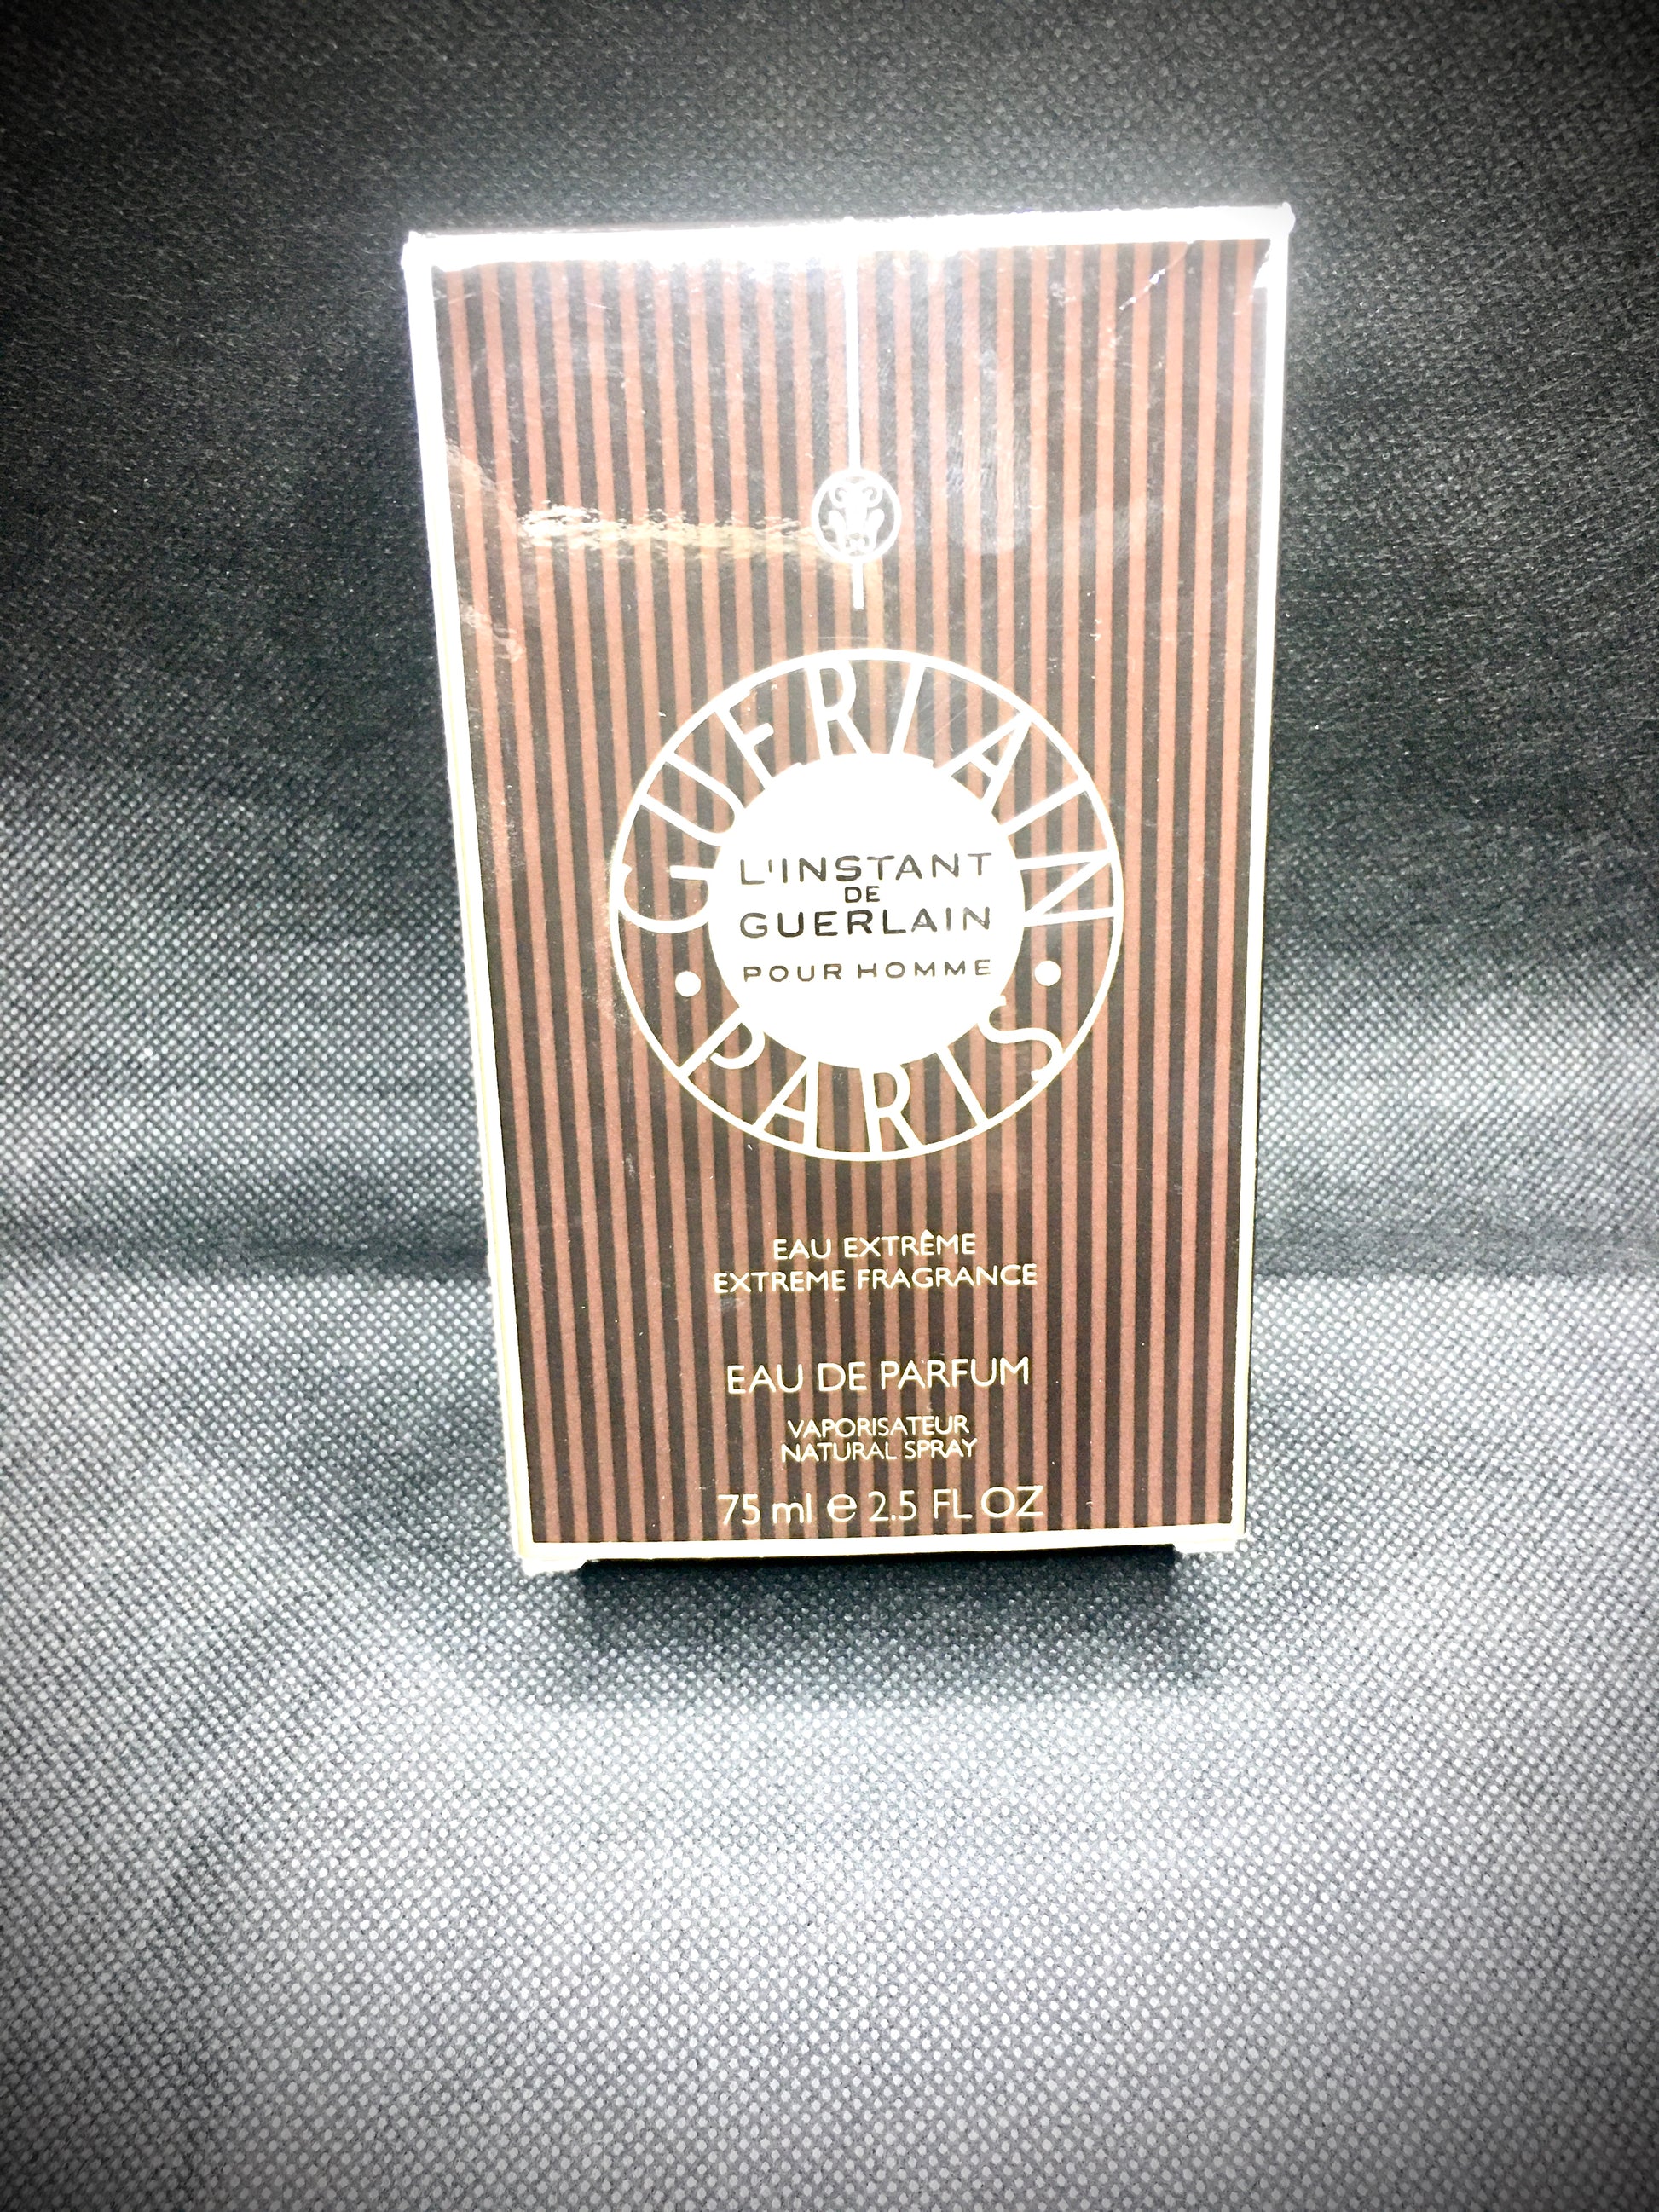 GUERLAIN
L'INSTANT
DE
GUERLAIN
POUR HOMME
• PARIS •
EAU EXTRÊME
EXTREME FRAGRANCE
EAU DE PARFUM
VAPORISATEUR
NATURAL SPRAY
75 ml e 2.5 FL OZ